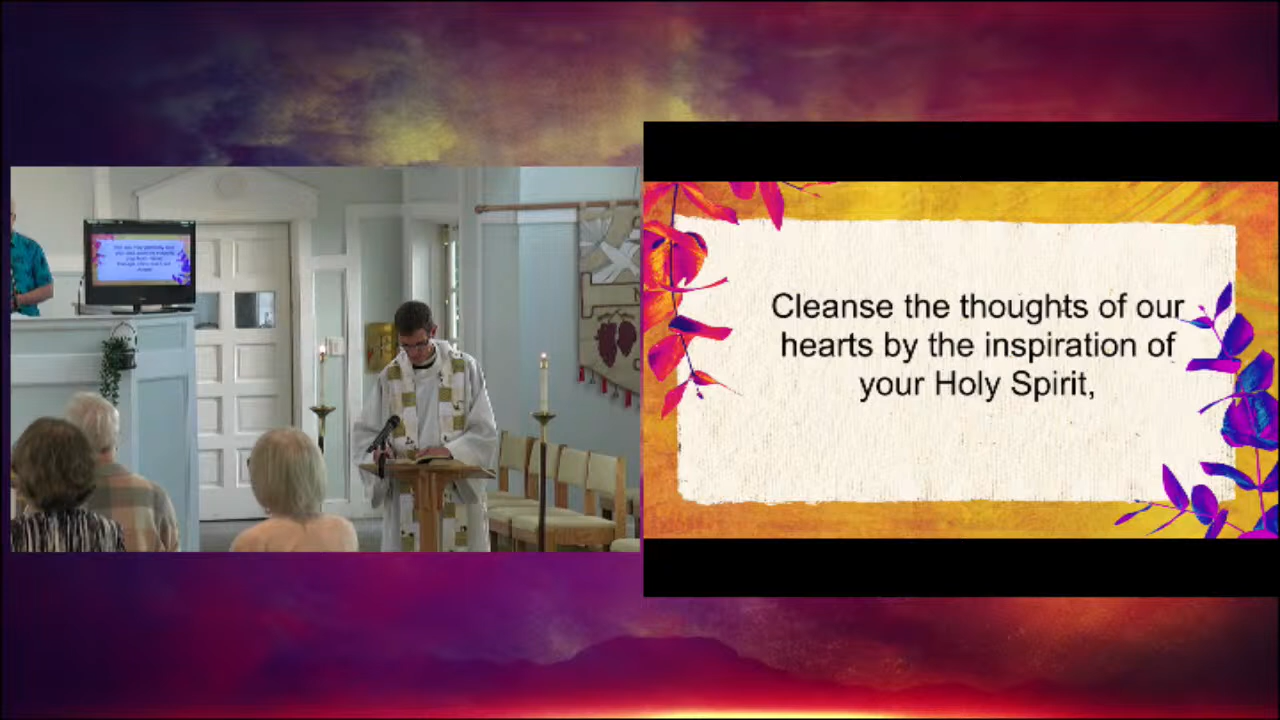 Cleanse the thoughts of our
hearts by the inspiration of
your Holy Spirit,